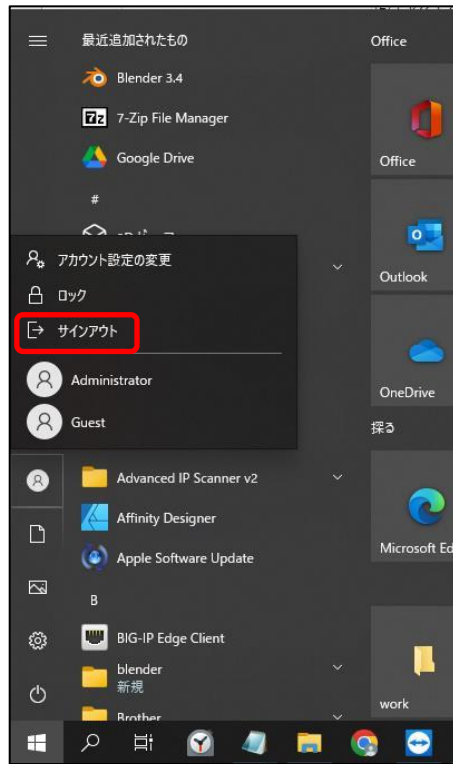 最近追加されたもの
Blender 3.4
7-Zip File Manager
Google Drive
#
アカウント設定の変更
ロック
サインアウト
Administrator
Guest
Advanced IP Scanner v2
Affinity Designer
Apple Software Update
B
BIG-IP Edge Client
blender
新規
Brother
Office
Office
Outlook
OneDrive
探る
Microsoft Ed
work